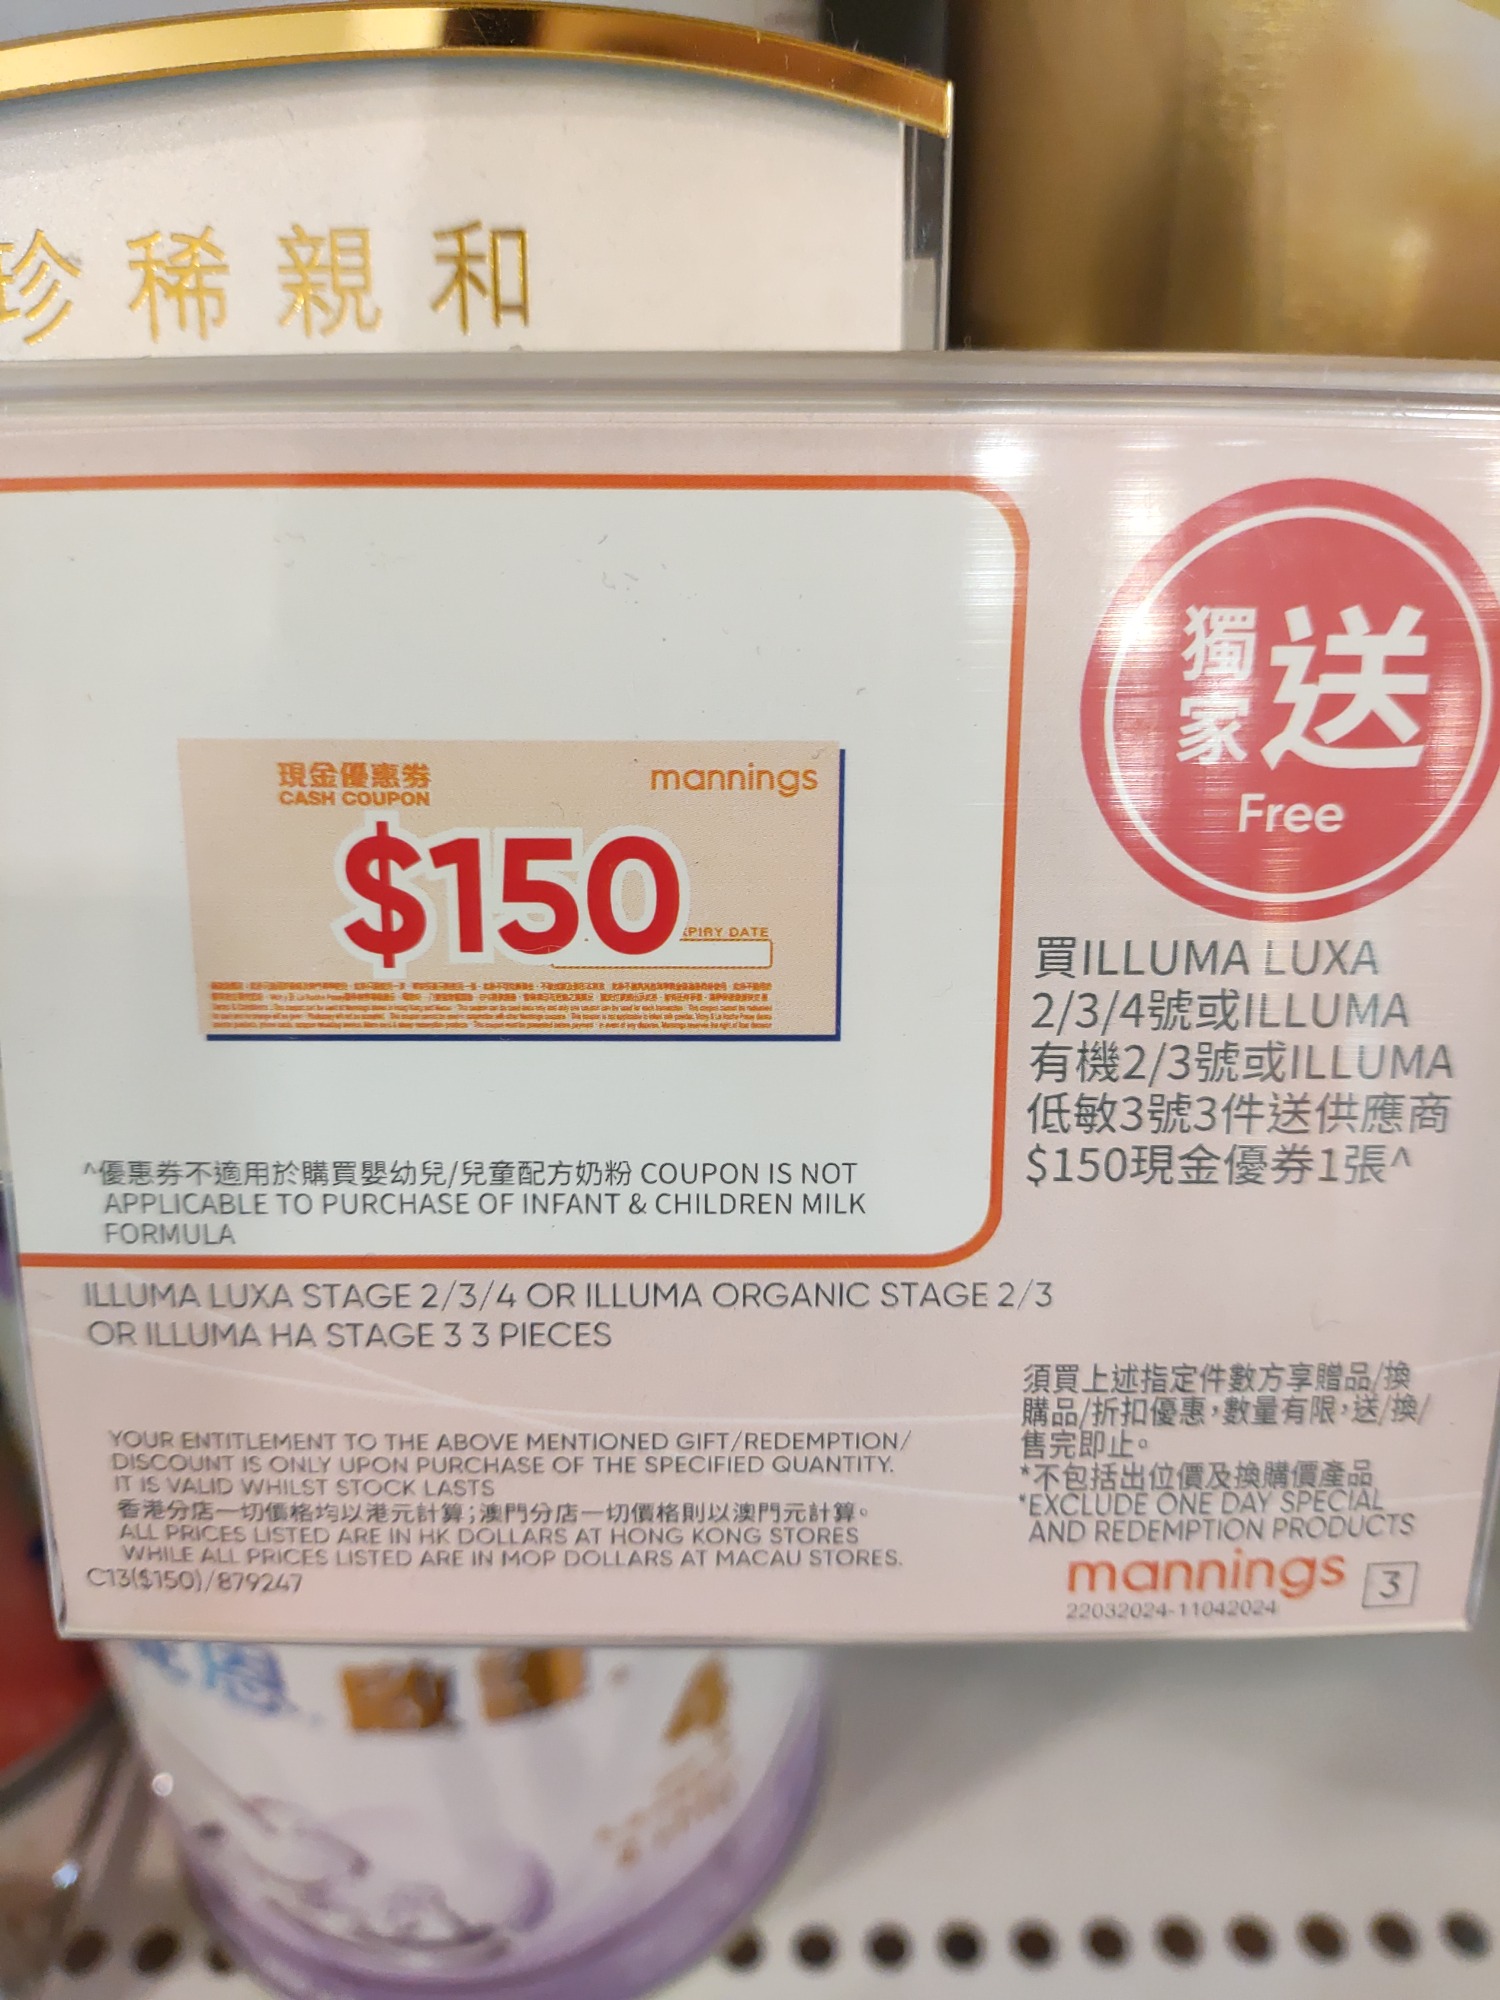 珍稀親和
獨家 送
Free
現金優惠券
CASH COUPON
mannings
$150
PIRY DATE
買ILLUMA LUXA
2/3/4號或ILLUMA
有機2/3號或ILLUMA
低敏3號3件送供應商
$150現金優券1張^
^優惠券不適用於購買嬰幼兒/兒童配方奶粉 COUPON IS NOT
APPLICABLE TO PURCHASE OF INFANT & CHILDREN MILK
FORMULA
ILLUMA LUXA STAGE 2/3/4 OR ILLUMA ORGANIC STAGE 2/3
OR ILLUMA HA STAGE 3 3 PIECES
YOUR ENTITLEMENT TO THE ABOVE MENTIONED GIFT/REDEMPTION/
DISCOUNT IS ONLY UPON PURCHASE OF THE SPECIFIED QUANTITY.
IT IS VALID WHILST STOCK LASTS
香港分店一切價格均以港元計算;澳門分店一切價格則以澳門元計算。
ALL PRICES LISTED ARE IN HK DOLLARS AT HONG KONG STORES
WHILE ALL PRICES LISTED ARE IN MOP DOLLARS AT MACAU STORES.
C13($150)/879247
須買上述指定件數方享贈品/換
購品/折扣優惠,數量有限,送/換/
售完即止。
*不包括出位價及換購價產品
*EXCLUDE ONE DAY SPECIAL
AND REDEMPTION PRODUCTS
mannings 3
22032024-11042024
4